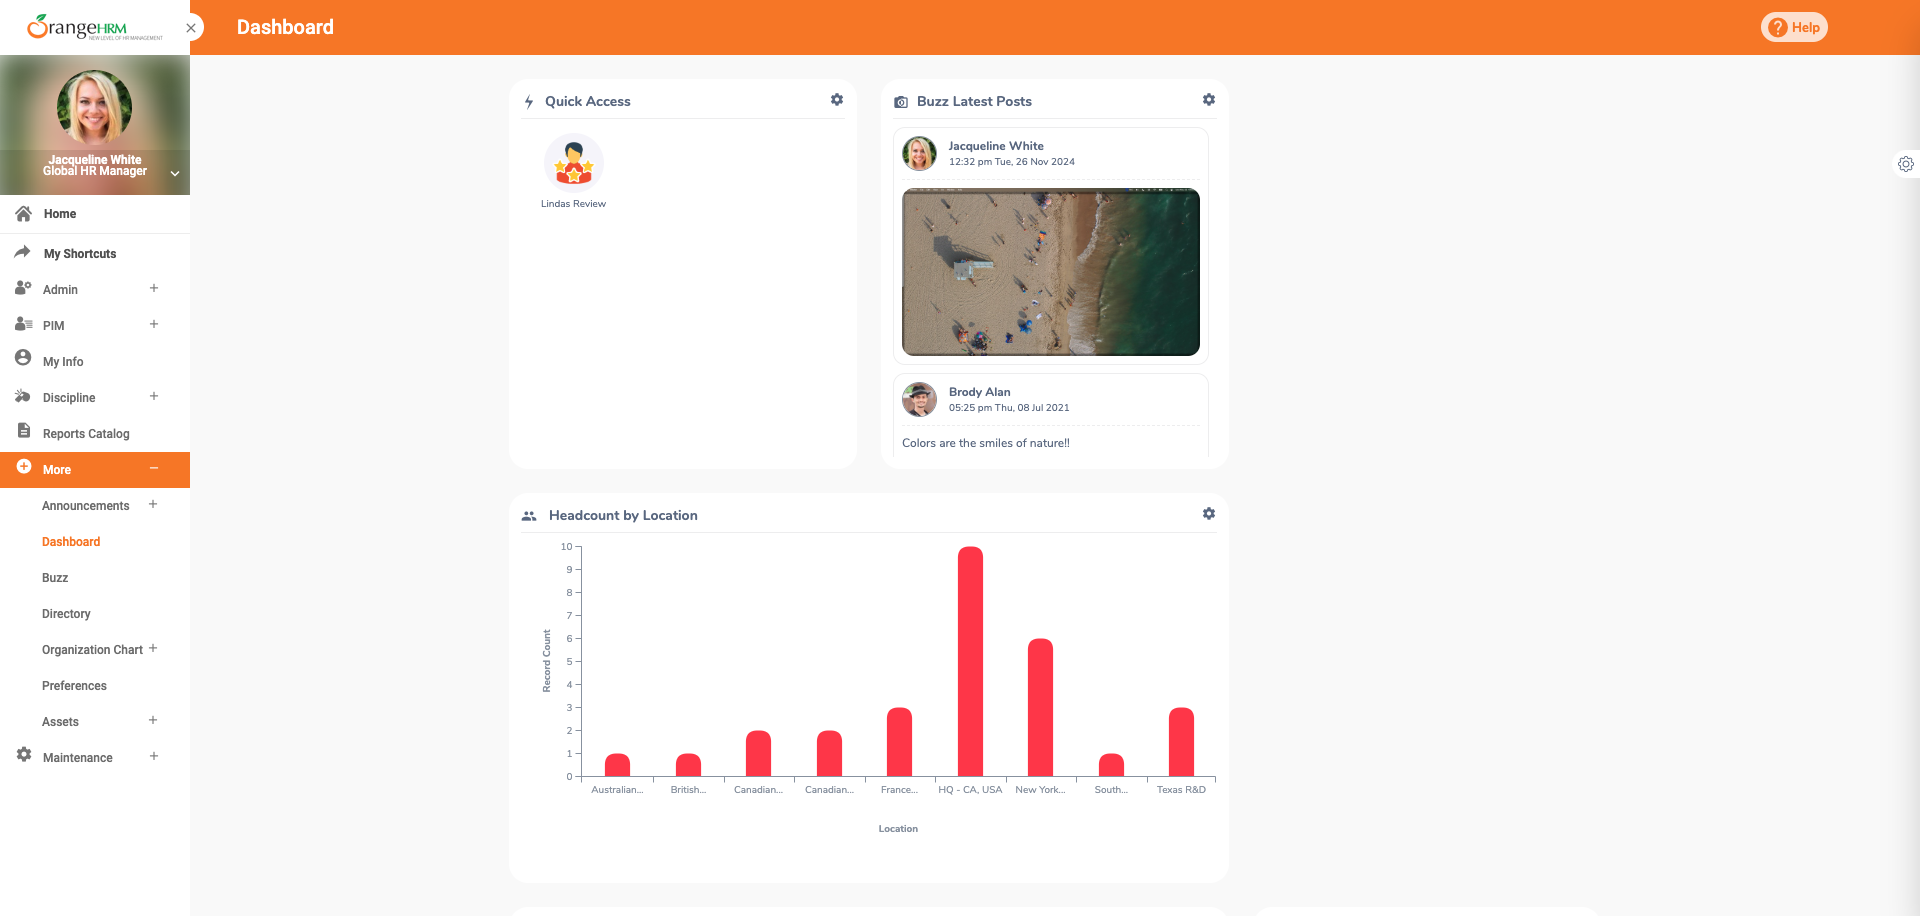 OrangeHRM
NEW LEVEL OF HR MANAGEMENT
Dashboard
Help
Jacqueline White
Global HR Manager
Home
My Shortcuts
Admin
PIM
My Info
Discipline
Reports Catalog
More
Announcements
Dashboard
Buzz
Directory
Organization Chart
Preferences
Assets
Maintenance
Quick Access
Lindas Review
Buzz Latest Posts
Jacqueline White
12:32 pm Tue, 26 Nov 2024
Brody Alan
05:25 pm Thu, 08 Jul 2021
Colors are the smiles of nature!!
Headcount by Location
Record Count
10
9
8
7
6
5
4
3
2
1
0
Australian... British... Canadian... Canadian... France... HQ - CA, USA New York... South... Texas R&D
Location